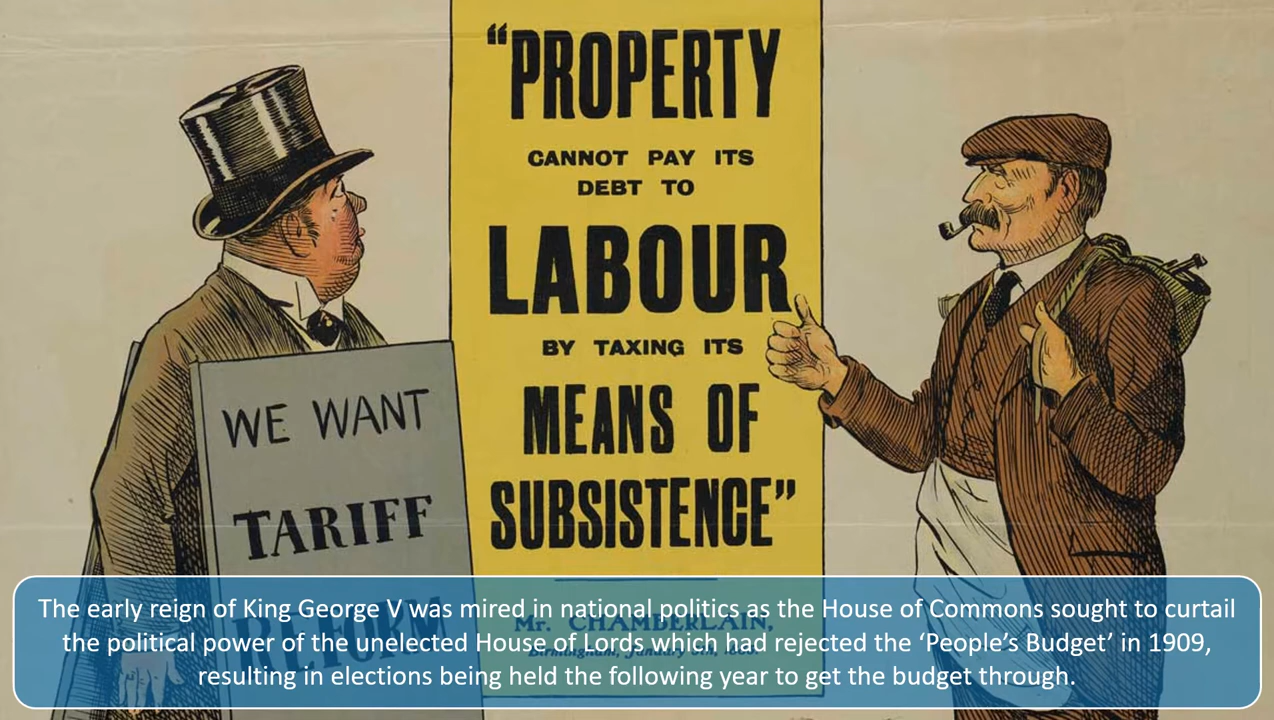 “PROPERTY
CANNOT PAY ITS
DEBT TO
LABOUR
BY TAXING ITS
MEANS OF
SUBSISTENCE”
Mr. CHAMBERLAIN,
WE WANT
TARIFF
REFORM
The early reign of King George V was mired in national politics as the House of Commons sought to curtail
the political power of the unelected House of Lords which had rejected the ‘People’s Budget’ in 1909,
resulting in elections being held the following year to get the budget through.